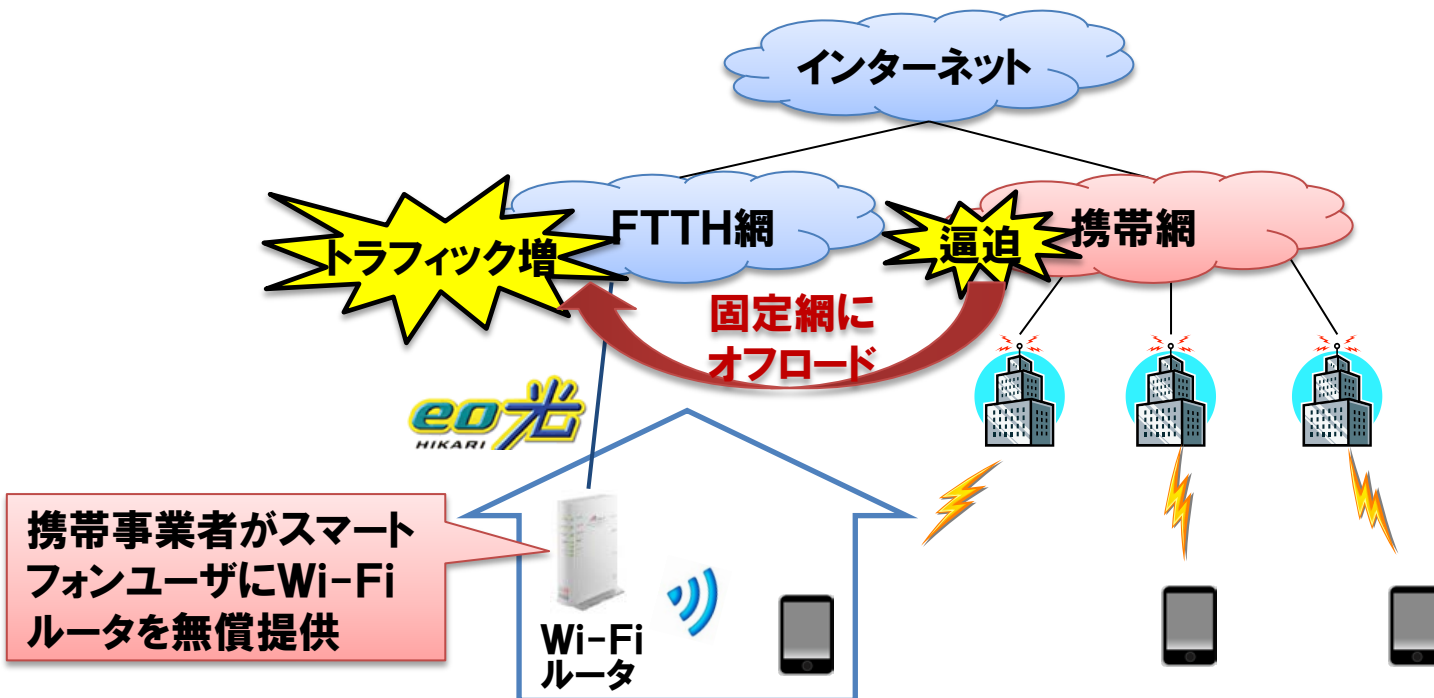 インターネット
トラフィック増
FTTH網
逼迫
携帯網
固定網に
オフロード
eo光
HIKARI
携帯事業者がスマート
フォンユーザにWi-Fi
ルータを無償提供
Wi-Fi
ルータ